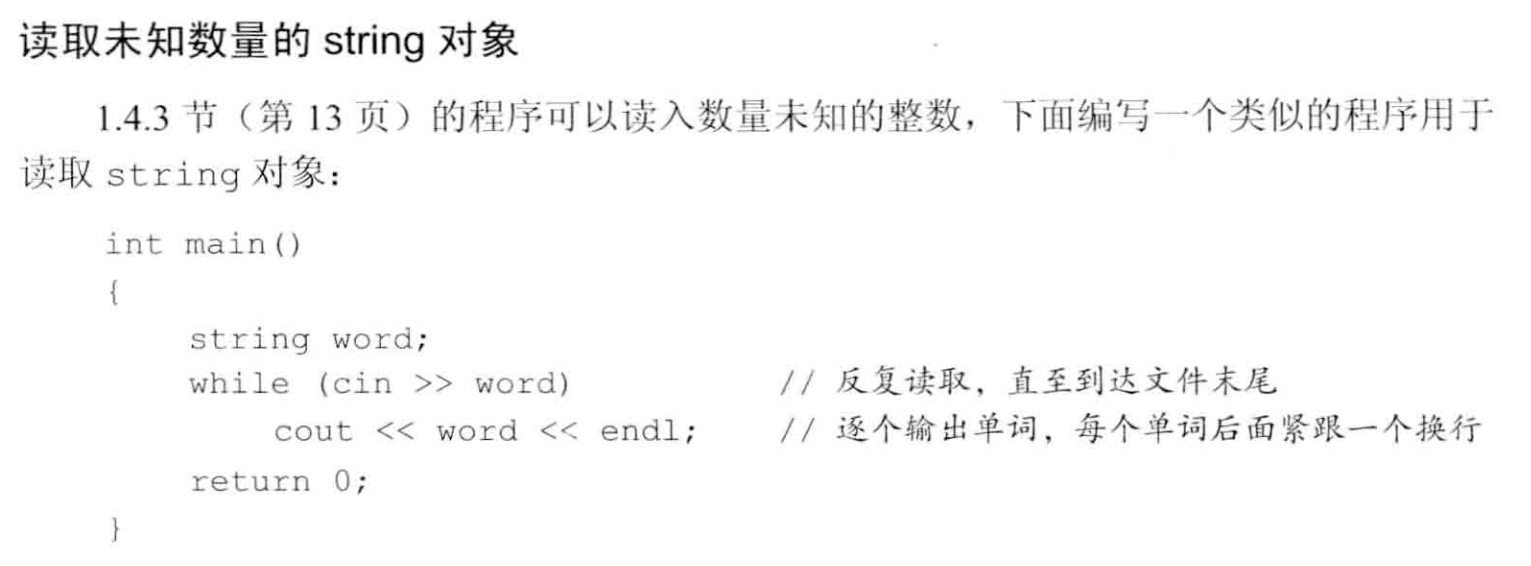 读取未知数量的 string 对象
1.4.3 节（第 13 页）的程序可以读入数量未知的整数，下面编写一个类似的程序用于
读取 string 对象：
int main()
{
    string word;
    while (cin >> word)          // 反复读取，直至到达文件末尾
        cout << word << endl;    // 逐个输出单词，每个单词后面紧跟一个换行
    return 0;
}